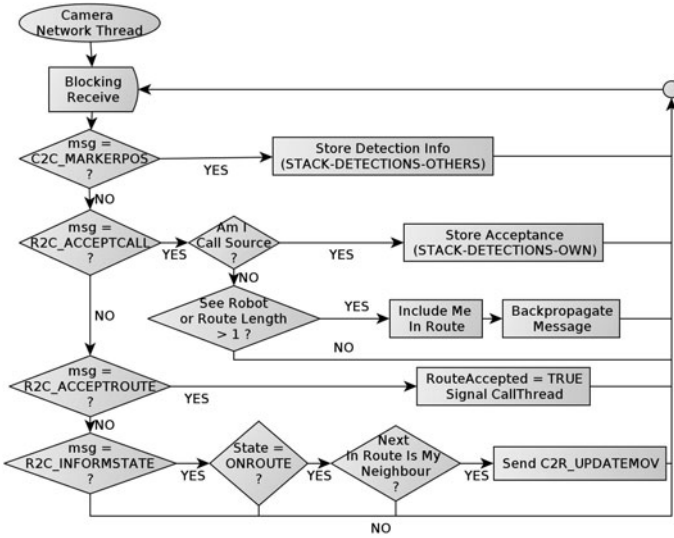 Camera
Network Thread
Blocking
Receive
msg =
C2C_MARKERPOS
?
YES
Store Detection Info
(STACK-DETECTIONS-OTHERS)
NO
msg =
R2C_ACCEPTCALL
?
YES
Am I
Call Source
?
YES
Store Acceptance
(STACK-DETECTIONS-OWN)
NO
NO
See Robot
or Route Length
> 1 ?
YES
Include Me
In Route
Backpropagate
Message
NO
msg =
R2C_ACCEPTROUTE
?
YES
RouteAccepted = TRUE
Signal CallThread
NO
msg =
R2C_INFORMSTATE
?
YES
State =
ONROUTE
?
YES
Next
In Route Is My
Neighbour
?
YES
Send C2R_UPDATEMOV
NO